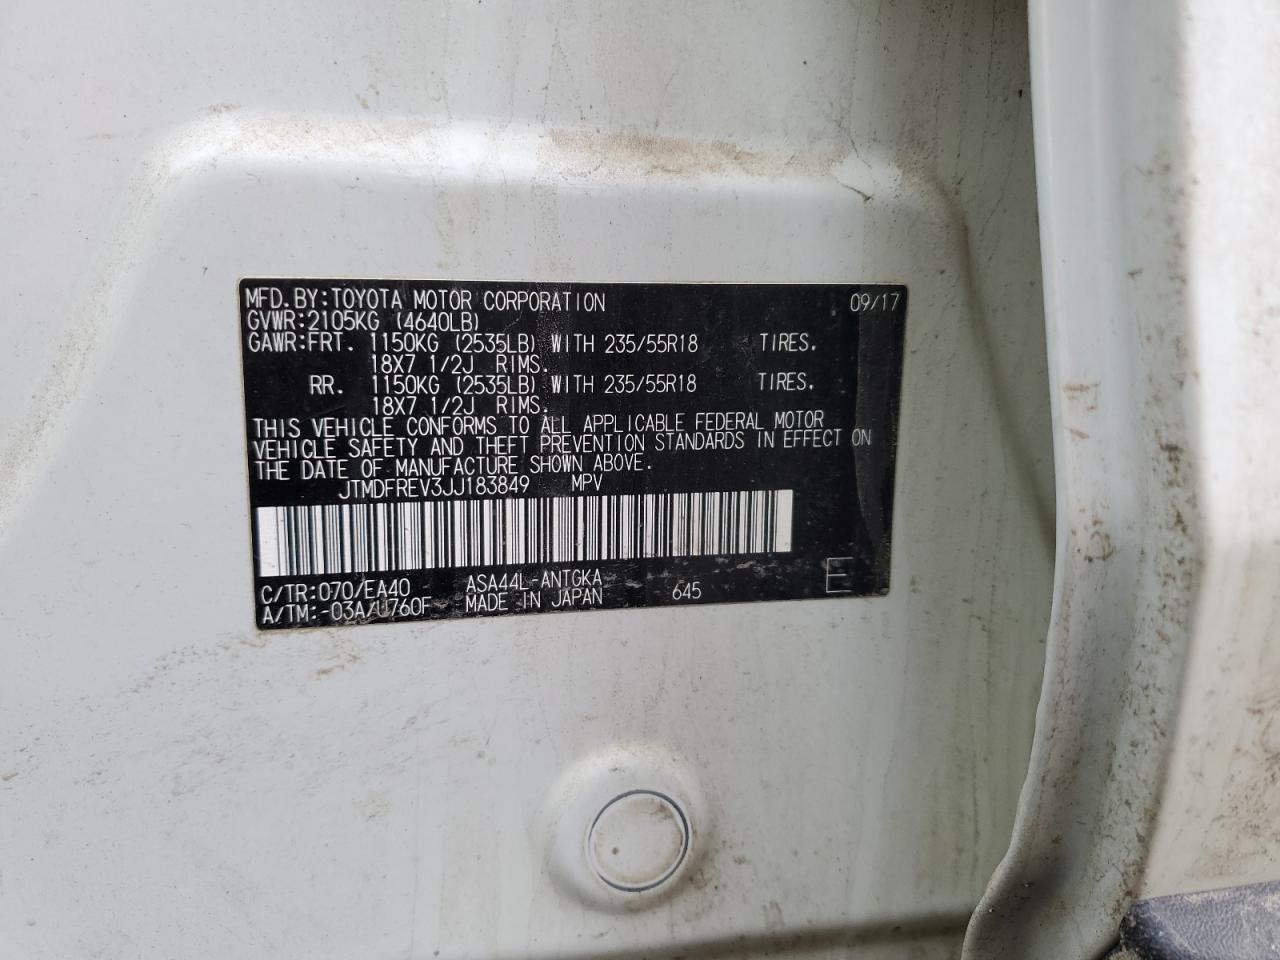 MFD.BY:TOYOTA MOTOR CORPORATION 09/17
GVWR:2105KG (4640LB)
GAWR:FRT. 1150KG (2535LB) WITH 235/55R18 TIRES.
18X7 1/2J RIMS.
RR. 1150KG (2535LB) WITH 235/55R18 TIRES.
18X7 1/2J RIMS.
THIS VEHICLE CONFORMS TO ALL APPLICABLE FEDERAL MOTOR
VEHICLE SAFETY AND THEFT PREVENTION STANDARDS IN EFFECT ON
THE DATE OF MANUFACTURE SHOWN ABOVE.
JTMDFREV3JJ183849 MPV
C/TR:070/EA40 ASA44L-ANTGKA 645 E
A/TM:-03A/U760F MADE IN JAPAN